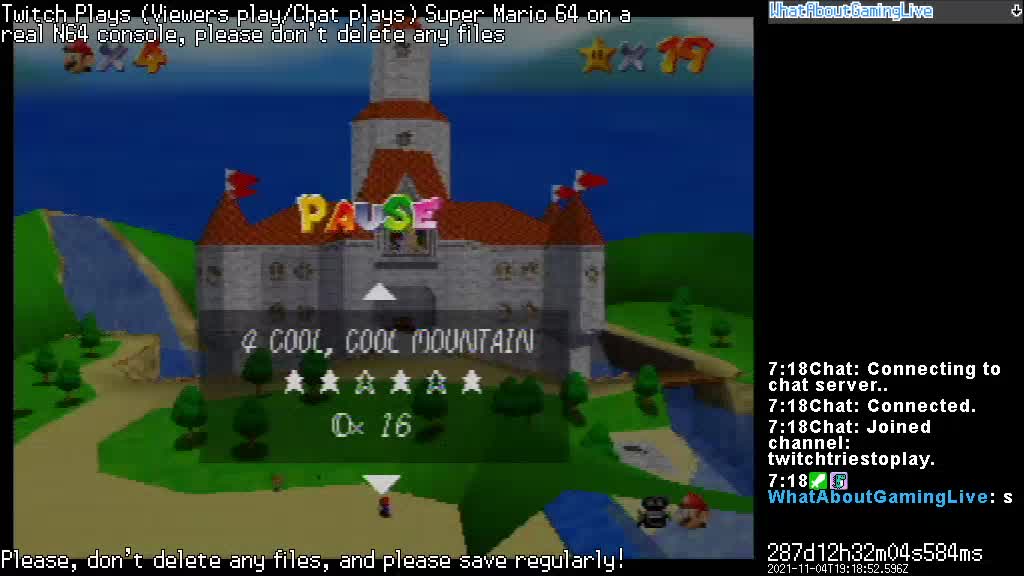 Twitch Plays (Viewers play/Chat plays) Super Mario 64 on a
real N64 console, please don't delete any files
WhatAboutGamingLive
4
19
PAUSE
4 COOL, COOL MOUNTAIN
x 16
7:18Chat: Connecting to
chat server..
7:18Chat: Connected.
7:18Chat: Joined
channel:
twitchtriestoplay.
7:18
WhatAboutGamingLive: s
Please, don't delete any files, and please save regularly!
287d12h32m04s584ms
2021-11-04T19:18:52.596Z